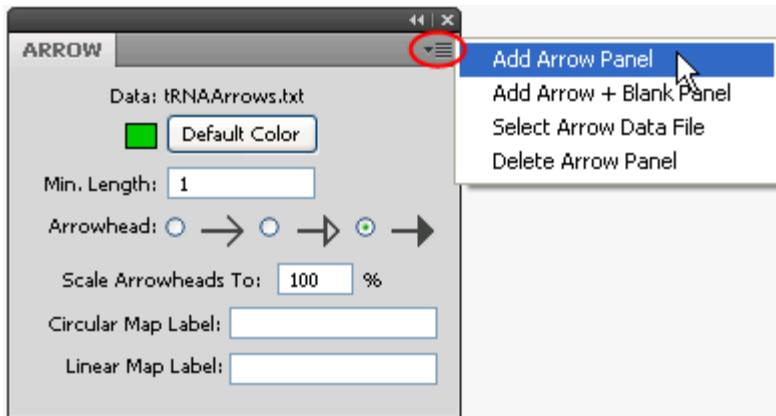 ARROW
Add Arrow Panel
Add Arrow + Blank Panel
Select Arrow Data File
Delete Arrow Panel
Data: tRNAArrows.txt
Default Color
Min. Length: 1
Arrowhead:
Scale Arrowheads To: 100 %
Circular Map Label:
Linear Map Label: